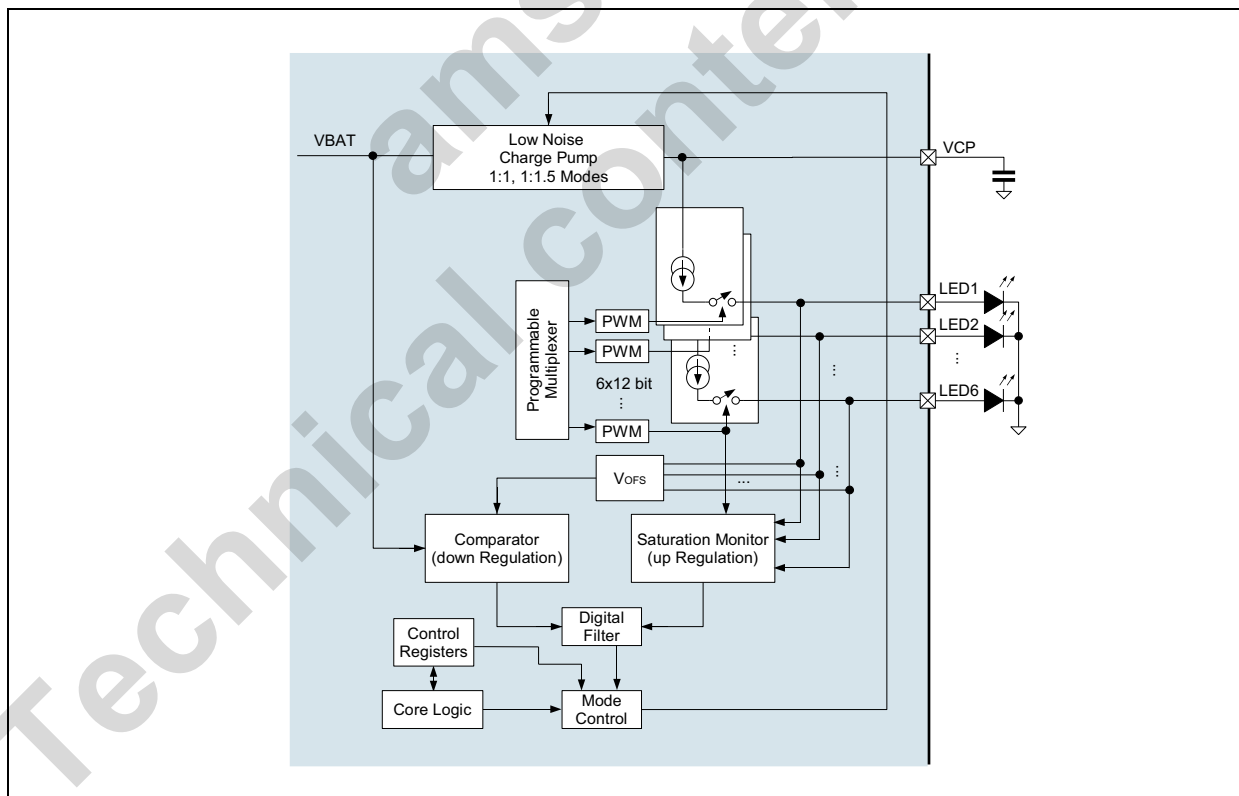 VBAT
Low Noise
Charge Pump
1:1, 1:1.5 Modes
VCP
Programmable
Multiplexer
PWM
PWM
6x12 bit
⋮
PWM
...
LED1
LED2
...
LED6
VOFS
...
Comparator
(down Regulation)
Saturation Monitor
(up Regulation)
Digital
Filter
Control
Registers
Core Logic
Mode
Control
ams
Technical conte